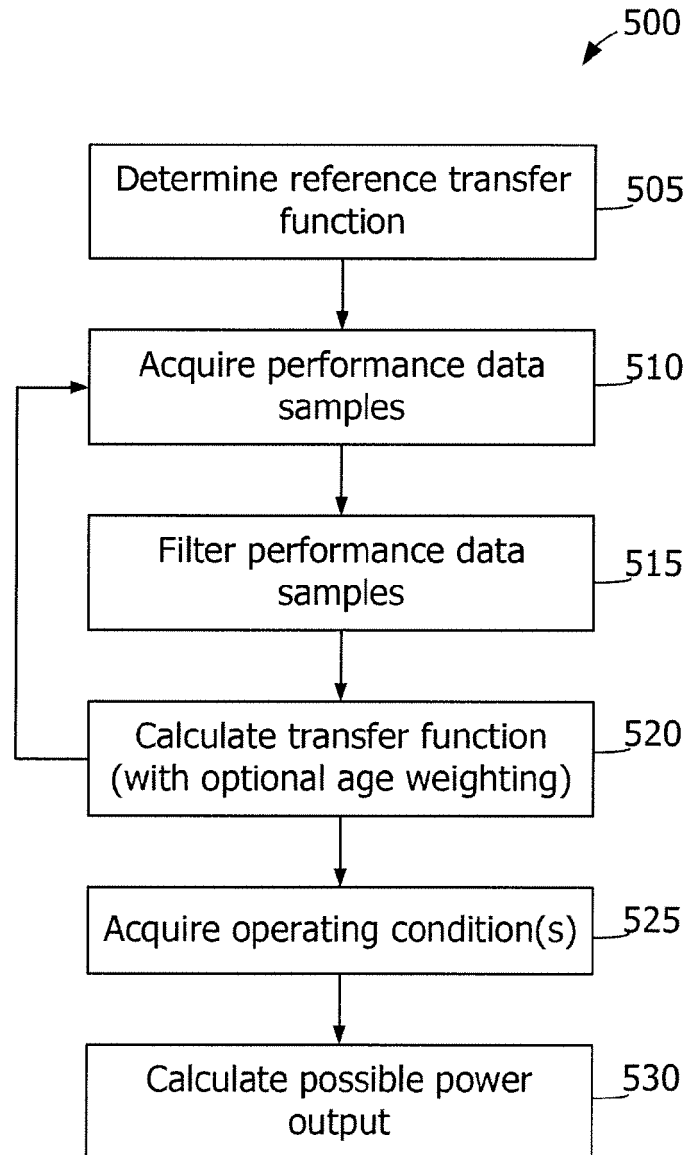 500
Determine reference transfer
function
505
Acquire performance data
samples
510
Filter performance data
samples
515
Calculate transfer function
(with optional age weighting)
520
Acquire operating condition(s)
525
Calculate possible power
output
530